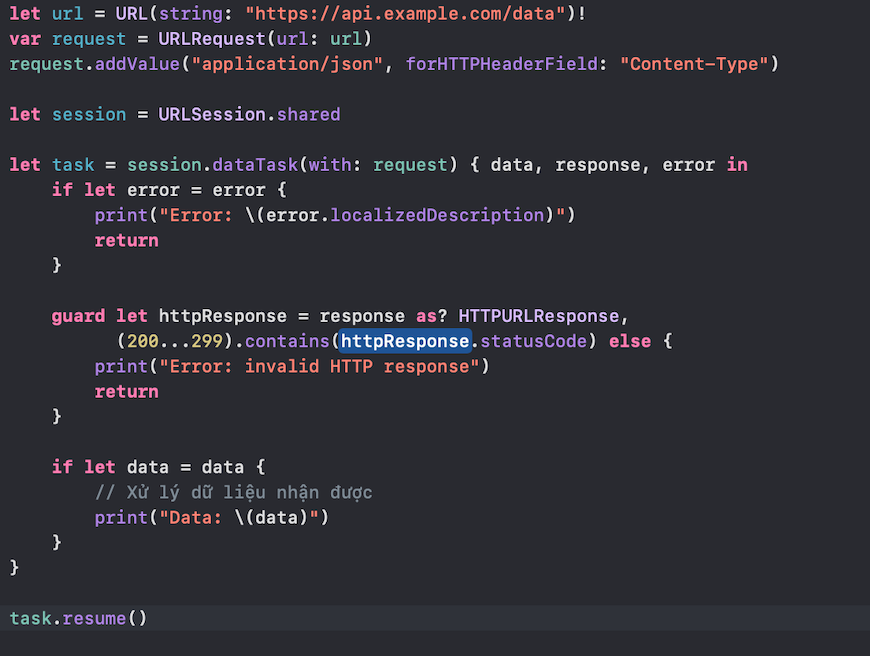 let url = URL(string: "https://api.example.com/data")!
var request = URLRequest(url: url)
request.addValue("application/json", forHTTPHeaderField: "Content-Type")
let session = URLSession.shared
let task = session.dataTask(with: request) { data, response, error in
if let error = error {
print("Error: \(error.localizedDescription)")
return
}
guard let httpResponse = response as? HTTPURLResponse,
(200...299).contains(httpResponse.statusCode) else {
print("Error: invalid HTTP response")
return
}
if let data = data {
// Xử lý dữ liệu nhận được
print("Data: \(data)")
}
}
task.resume()